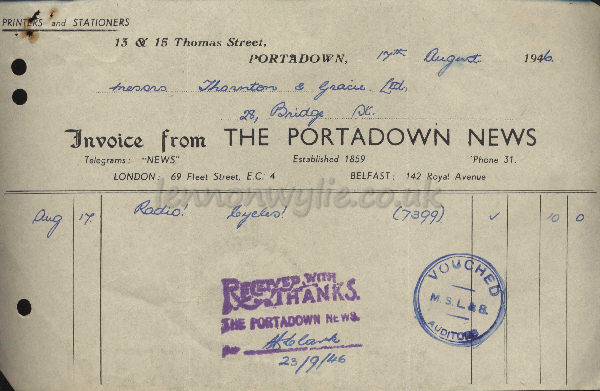 PRINTERS and STATIONERS
13 & 15 Thomas Street,
PORTADOWN, 17th August 1946
Messrs Thornton & Gracie Ltd.
28, Bridge St.
Invoice from THE PORTADOWN NEWS
Telegrams: "NEWS" Established 1859 'Phone 31.
LONDON: 69 Fleet Street, E.C. 4 BELFAST: 142 Royal Avenue
lennonwylie.co.uk
Aug 17. Radio! Cycles! (7399) ✓ 10 0
RECEIVED WITH
THANKS.
THE PORTADOWN NEWS.
per H Clark
23/9/46
VOUCHED
M.S.L.&B.
AUDITORS